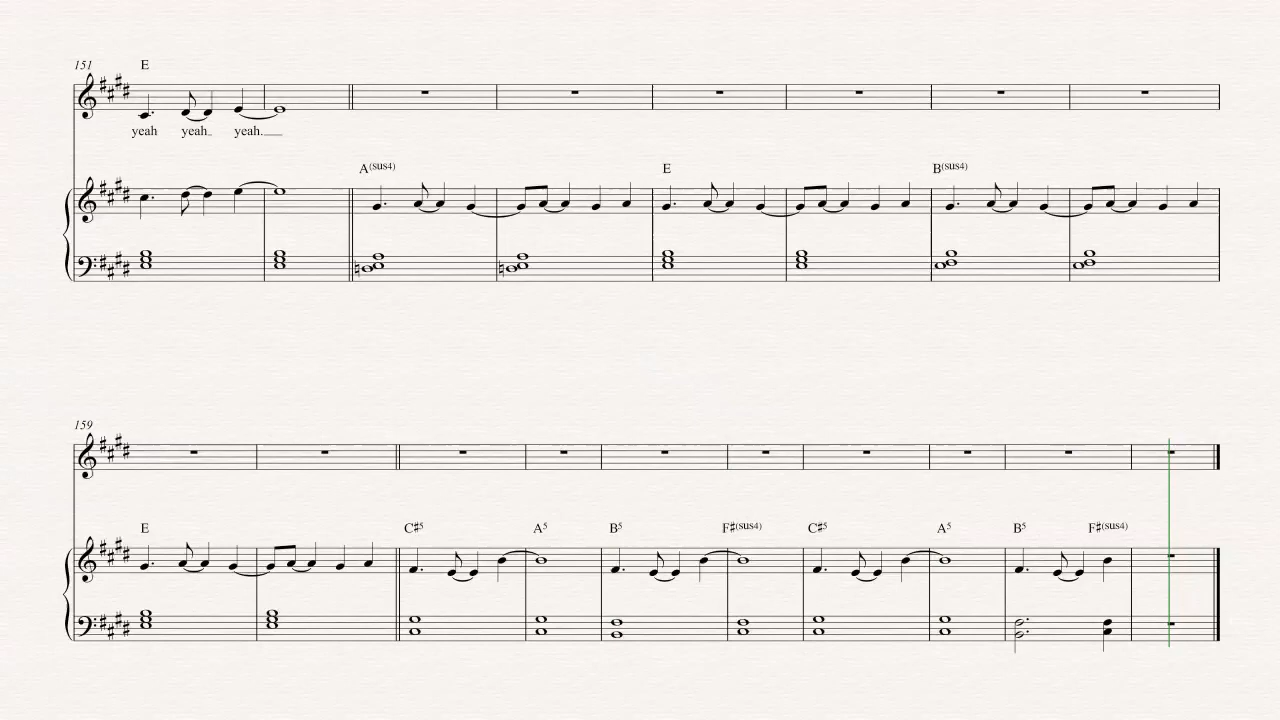 151 E
yeah yeah yeah.
A(sus4) E B(sus4)
159
E C♯5 A5 B5 F♯(sus4) C♯5 A5 B5 F♯(sus4)